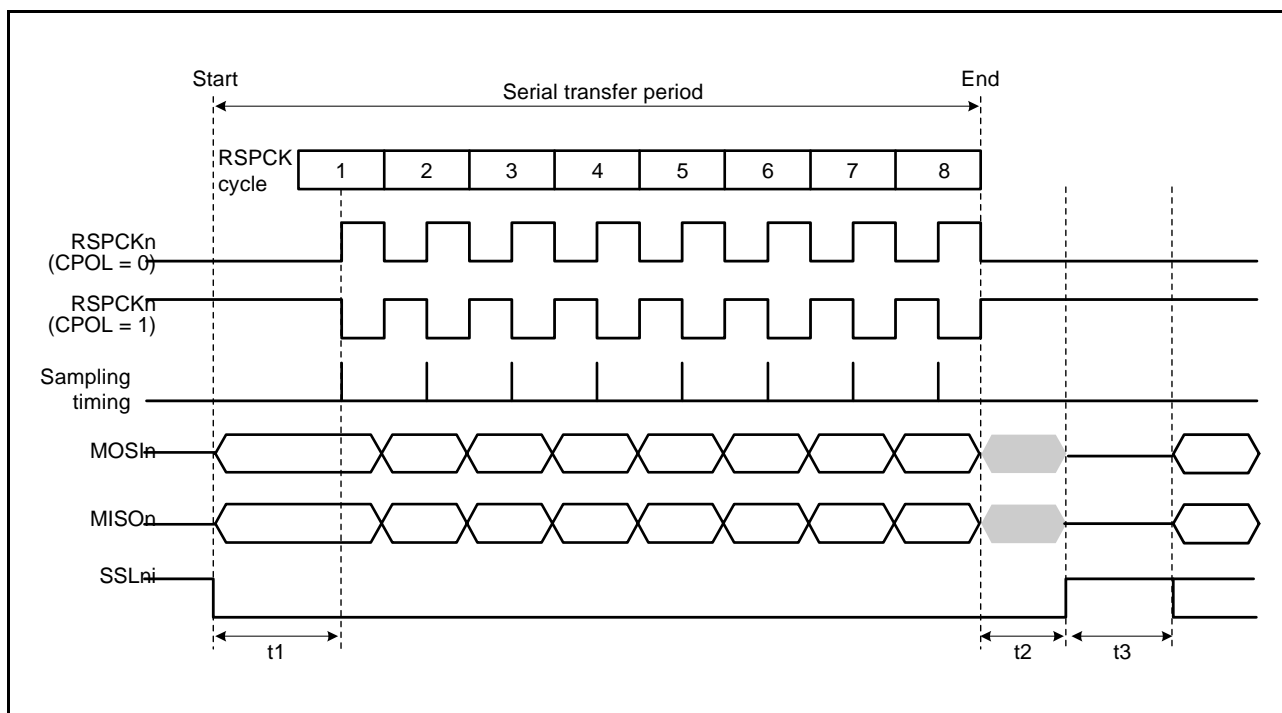 Start
End
Serial transfer period
RSPCK
cycle
1 2 3 4 5 6 7 8
RSPCKn
(CPOL = 0)
RSPCKn
(CPOL = 1)
Sampling
timing
MOSIn
MISOn
SSLni
t1
t2
t3